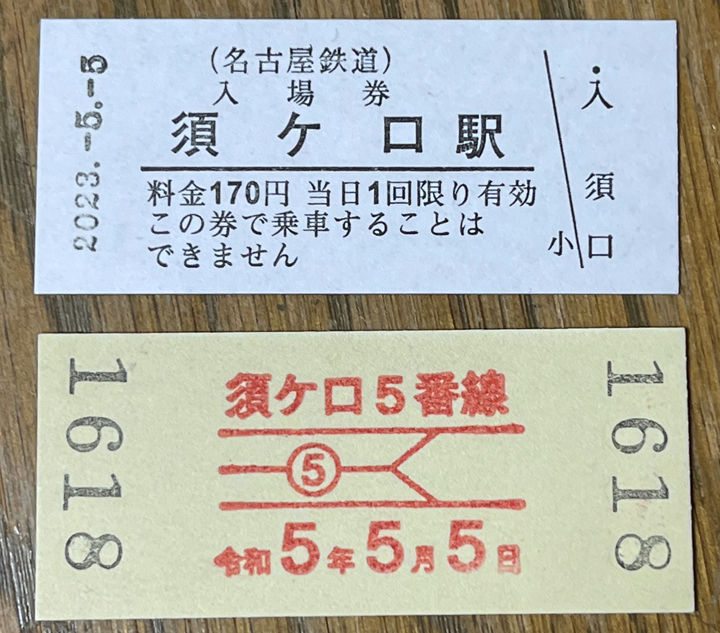 2023.-5.-5
(名古屋鉄道)
入場券
須ケ口駅
料金170円 当日1回限り有効
この券で乗車することは
できません
・入
須
口
小
1618
須ケ口5番線
5
令和5年5月5日
1618